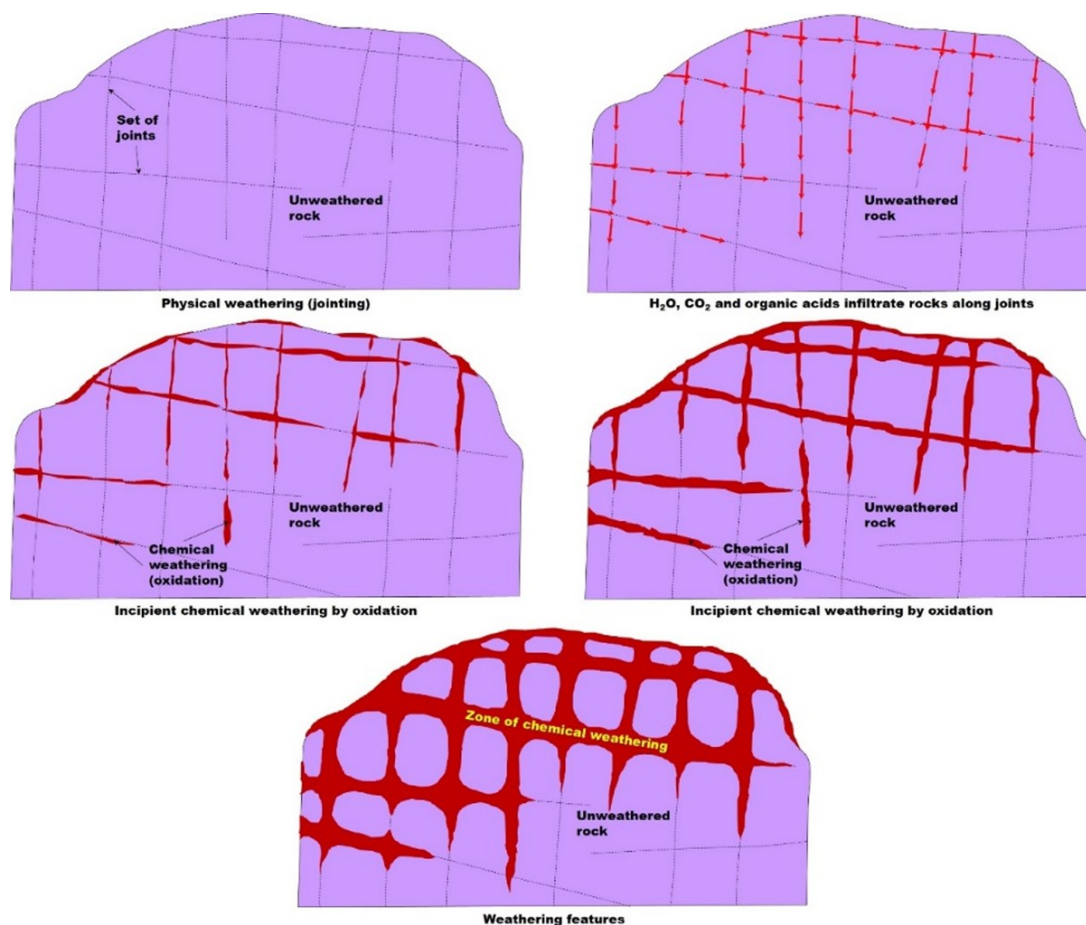 Set of
joints
Unweathered
rock
Physical weathering (jointing)
Unweathered
rock
H₂O, CO₂ and organic acids infiltrate rocks along joints
Unweathered
rock
Chemical
weathering
(oxidation)
Incipient chemical weathering by oxidation
Unweathered
rock
Chemical
weathering
(oxidation)
Incipient chemical weathering by oxidation
Zone of chemical weathering
Unweathered
rock
Weathering features